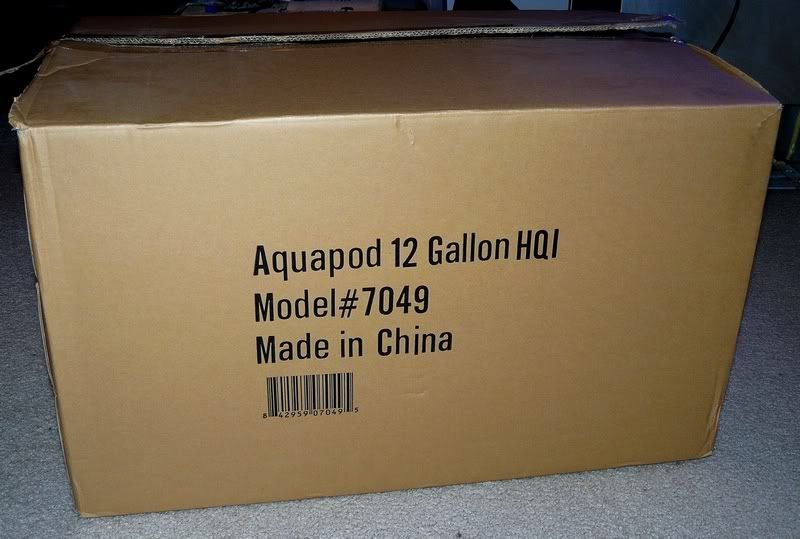 Aquapod 12 Gallon HQI
Model#7049
Made in China
8 42959 07049 5